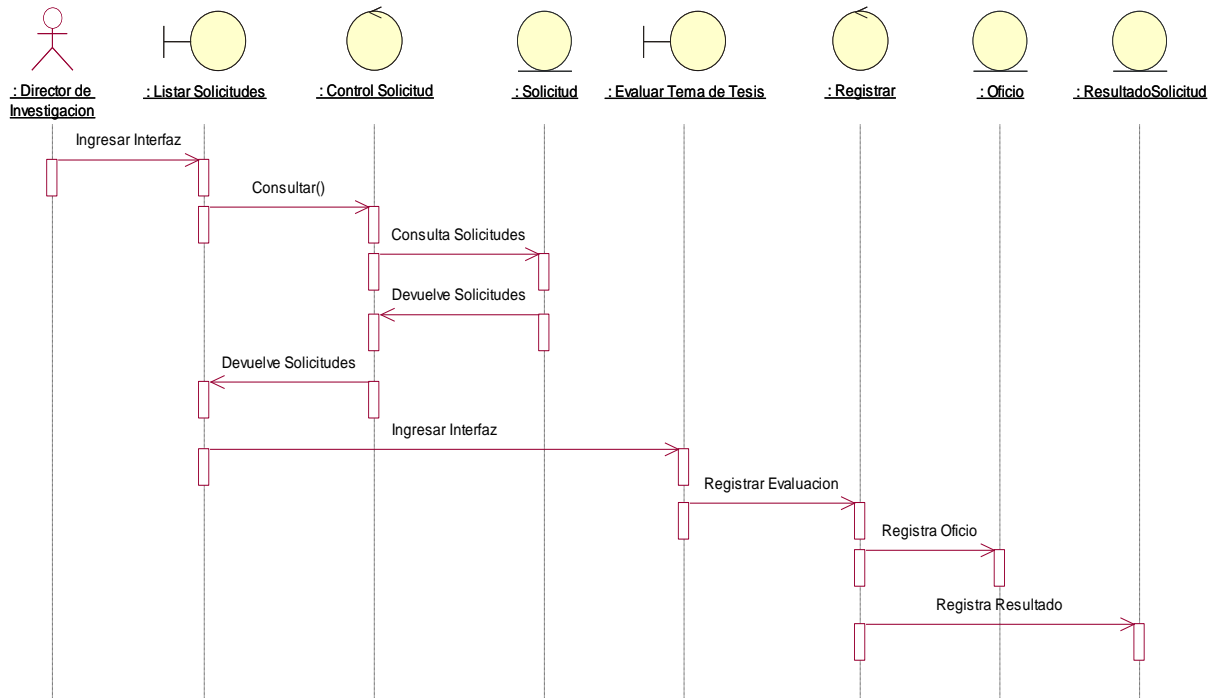 : Director de
Investigacion
: Listar Solicitudes
: Control Solicitud
: Solicitud
: Evaluar Tema de Tesis
: Registrar
: Oficio
: ResultadoSolicitud
Ingresar Interfaz
Consultar()
Consulta Solicitudes
Devuelve Solicitudes
Devuelve Solicitudes
Ingresar Interfaz
Registrar Evaluacion
Registra Oficio
Registra Resultado